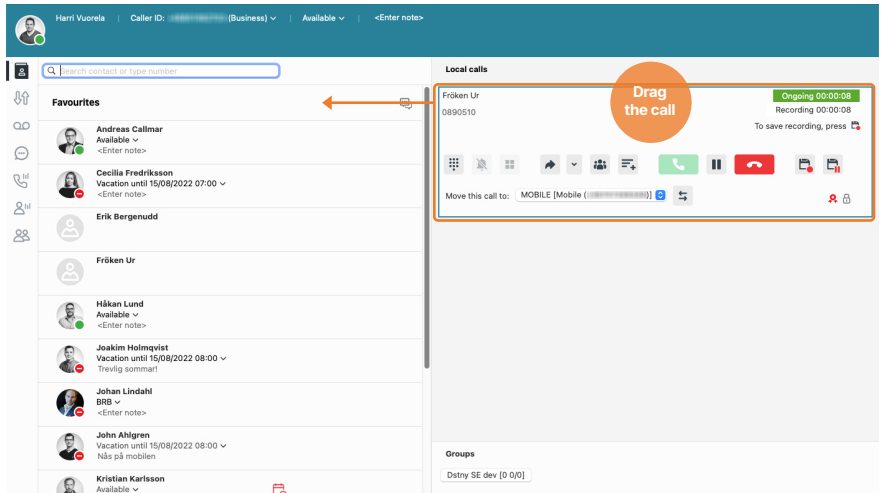 Harri Vuorela
Caller ID:
(Business)
Available
<Enter note>
Search contact or type number
Favourites
Andreas Callmar
Available
<Enter note>
Cecilia Fredriksson
Vacation until 15/08/2022 07:00
<Enter note>
Erik Bergenudd
Fröken Ur
Håkan Lund
Available
<Enter note>
Joakim Holmqvist
Vacation until 15/08/2022 08:00
Trevlig sommar!
Johan Lindahl
BRB
<Enter note>
John Ahlgren
Vacation until 15/08/2022 08:00
Nås på mobilen
Kristian Karlsson
Available
Local calls
Fröken Ur
0890510
Drag
the call
Ongoing 00:00:08
Recording 00:00:08
To save recording, press
Move this call to:
MOBILE [Mobile (
)]
Groups
Dstny SE dev [0 0/0]